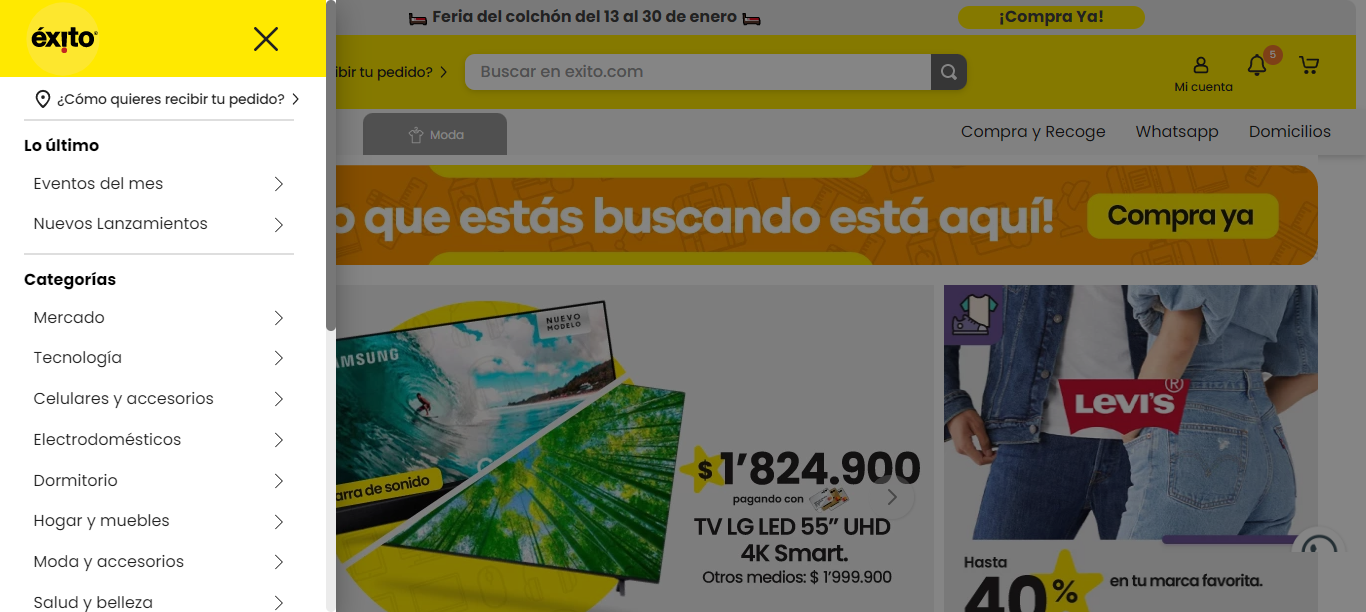 Feria del colchón del 13 al 30 de enero
¡Compra Ya!
éxito
ibir tu pedido?
Buscar en exito.com
Mi cuenta
5
¿Cómo quieres recibir tu pedido?
Moda
Compra y Recoge
Whatsapp
Domicilios
Lo último
Eventos del mes
Nuevos Lanzamientos
Categorías
Mercado
Tecnología
Celulares y accesorios
Electrodomésticos
Dormitorio
Hogar y muebles
Moda y accesorios
Salud y belleza
o que estás buscando está aquí!
Compra ya
NUEVO
MODELO
AMSUNG
arra de sonido
$1'824.900
pagando con
TV LG LED 55" UHD
4K Smart.
Otros medios: $ 1'999.900
LEVI'S®
Hasta
40%
en tu marca favorita.